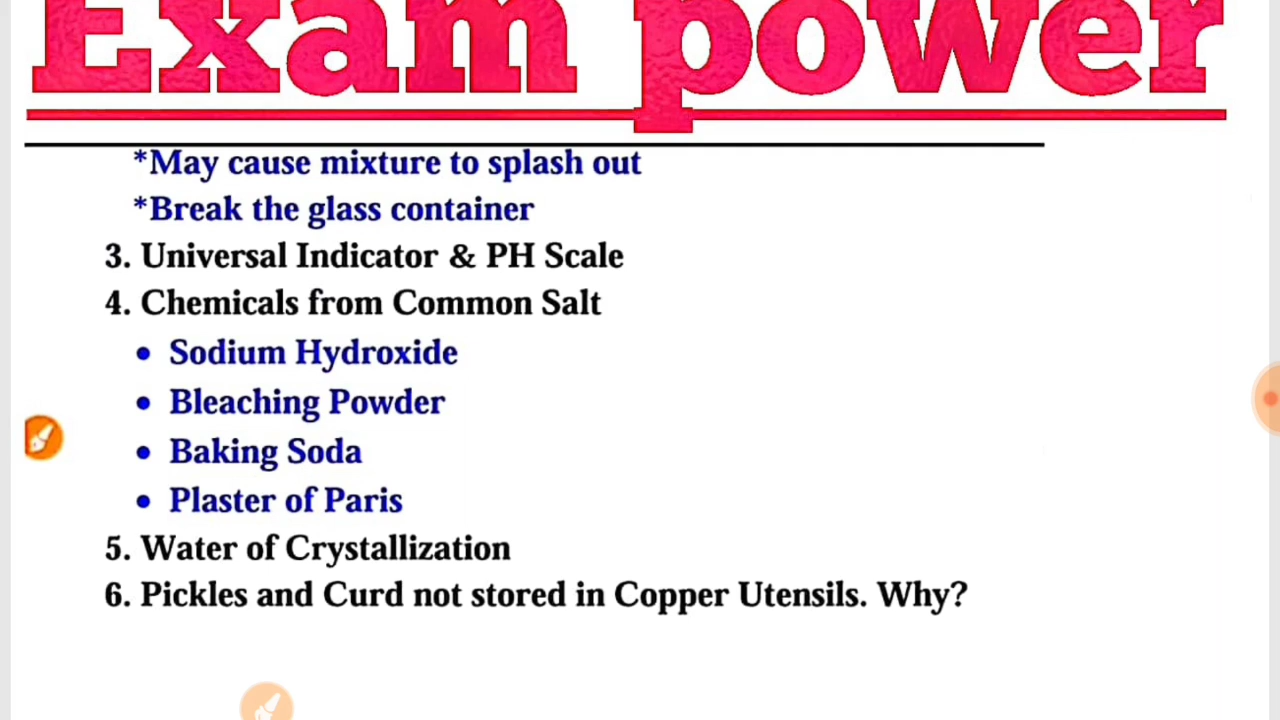 Exam power
*May cause mixture to splash out
*Break the glass container
3. Universal Indicator & PH Scale
4. Chemicals from Common Salt
• Sodium Hydroxide
• Bleaching Powder
• Baking Soda
• Plaster of Paris
5. Water of Crystallization
6. Pickles and Curd not stored in Copper Utensils. Why?